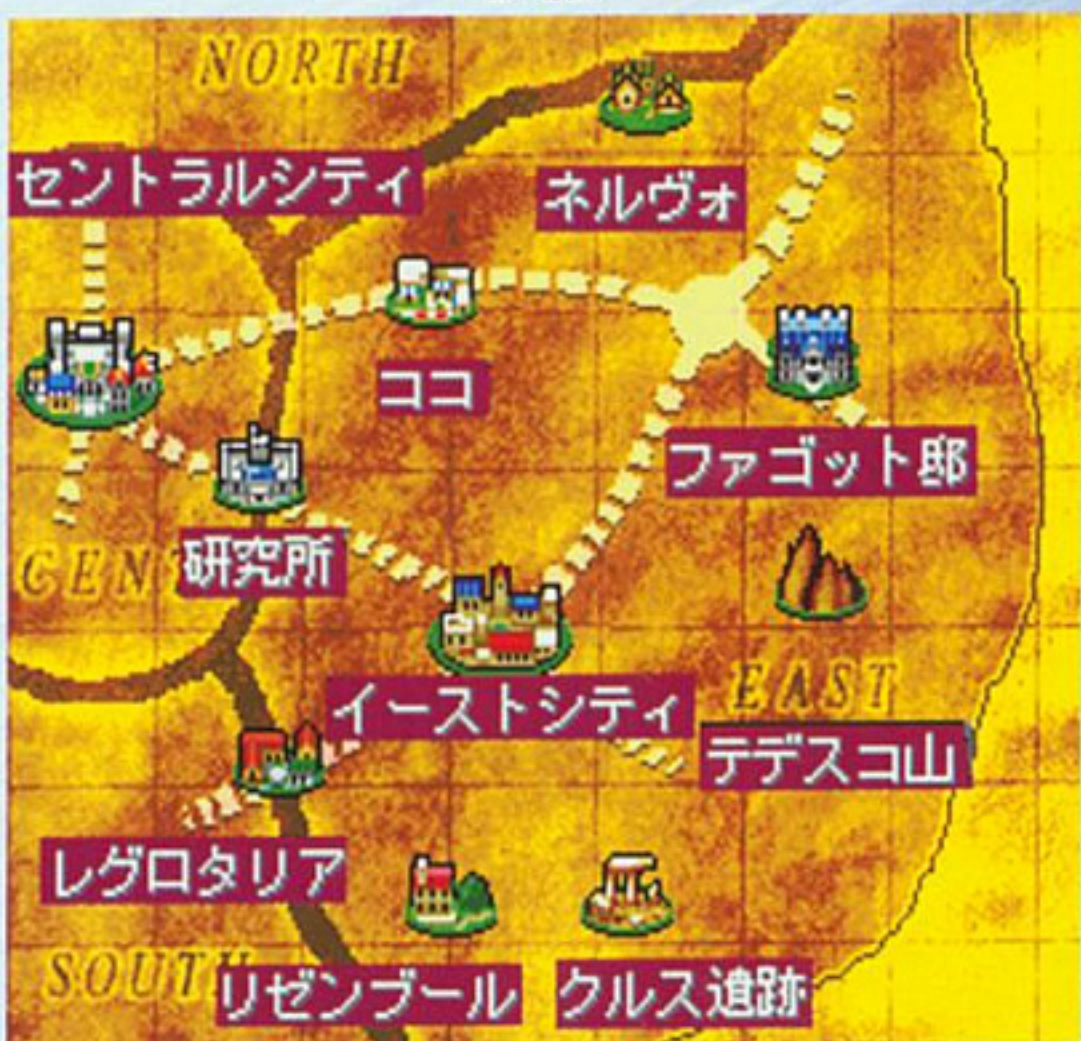 NORTH
セントラルシティ
ネルヴォ
ココ
ファゴット邸
CENT
研究所
イーストシティ
EAST
テデスコ山
レグロタリア
SOUTH
リゼンブール
クルス遺跡